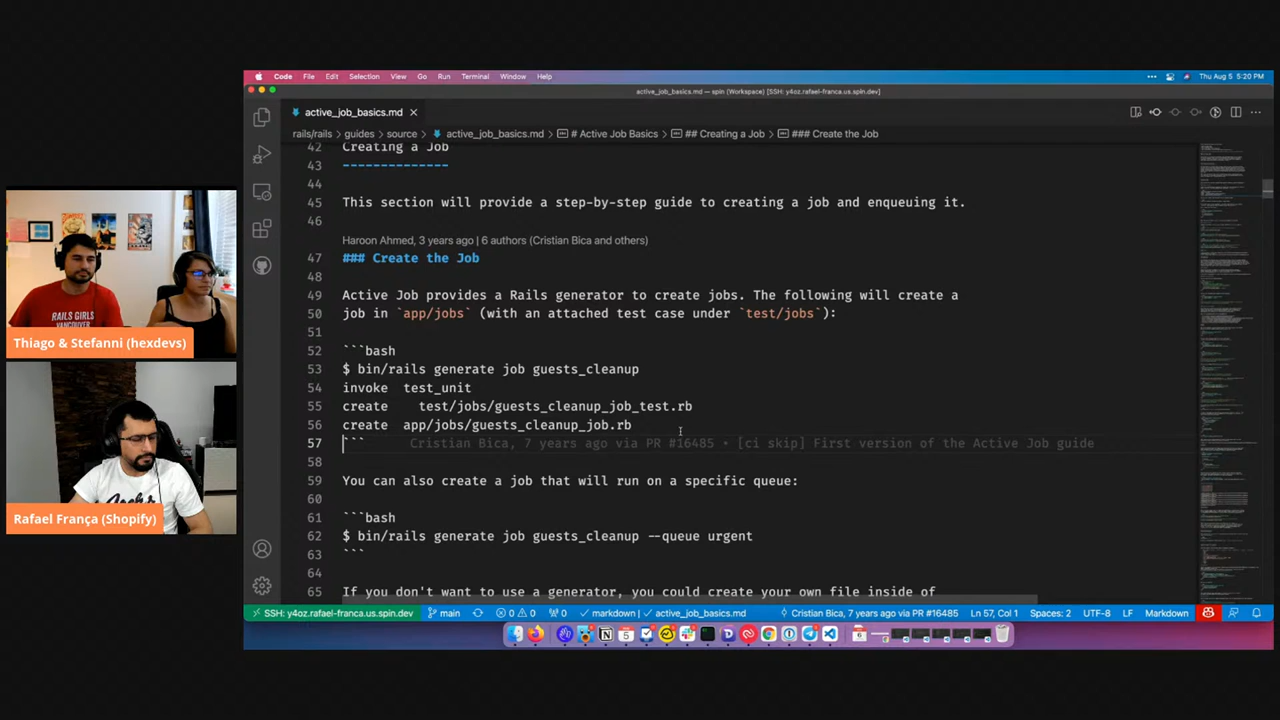 Code File Edit Selection View Go Run Terminal Window Help
Thu Aug 5 5:20 PM
active_job_basics.md — spin (Workspace) [SSH: y4oz.rafael-franca.us.spin.dev]
active_job_basics.md
rails/rails > guides > source > active_job_basics.md > # Active Job Basics > ## Creating a Job > ### Create the Job
42 Creating a Job
43 --------------
44
45 This section will provide a step-by-step guide to creating a job and enqueuing it.
46
Haroon Ahmed, 3 years ago | 6 authors (Cristian Bica and others)
47 ### Create the Job
48
49 Active Job provides a Rails generator to create jobs. The following will create a
50 job in `app/jobs` (with an attached test case under `test/jobs`):
51
52 ```bash
53 $ bin/rails generate job guests_cleanup
54 invoke  test_unit
55 create    test/jobs/guests_cleanup_job_test.rb
56 create  app/jobs/guests_cleanup_job.rb
57 ``` Cristian Bica, 7 years ago via PR #16485 • [ci skip] First version of the Active Job guide
58
59 You can also create a job that will run on a specific queue:
60
61 ```bash
62 $ bin/rails generate job guests_cleanup --queue urgent
63 ```
64
65 If you don't want to use a generator, you could create your own file inside of
SSH: y4oz.rafael-franca.us.spin.dev main 0 0 0 markdown active_job_basics.md Cristian Bica, 7 years ago via PR #16485 Ln 57, Col 1 Spaces: 2 UTF-8 LF Markdown
RAILS GIRLS
VANCOUVER
Thiago & Stefanni (hexdevs)
Rafael França (Shopify)